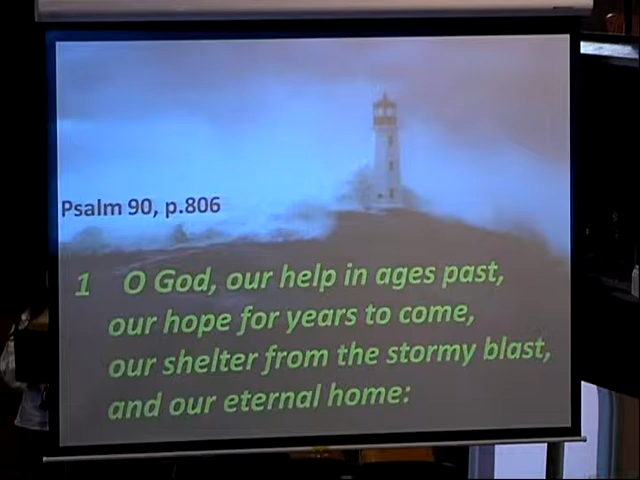 Psalm 90, p.806
1 O God, our help in ages past,
our hope for years to come,
our shelter from the stormy blast,
and our eternal home: